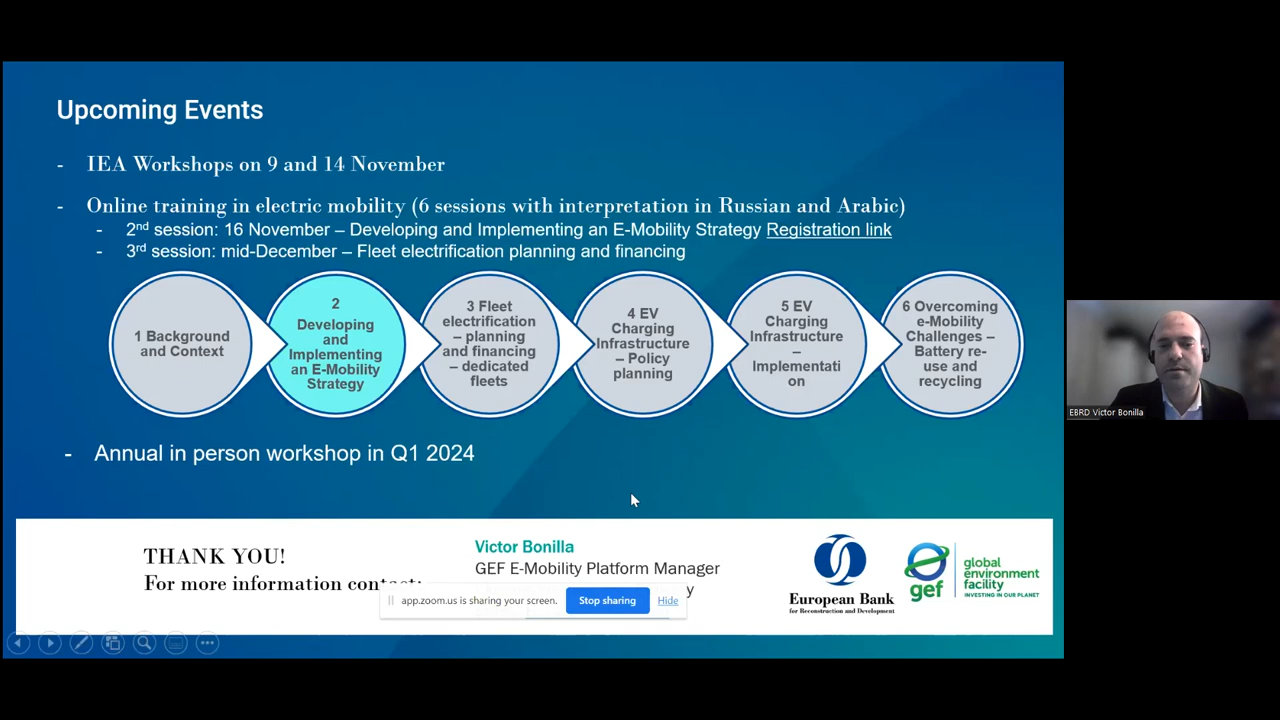 Upcoming Events
- IEA Workshops on 9 and 14 November
- Online training in electric mobility (6 sessions with interpretation in Russian and Arabic)
- 2nd session: 16 November – Developing and Implementing an E-Mobility Strategy Registration link
- 3rd session: mid-December – Fleet electrification planning and financing
1 Background
and Context
2
Developing
and
Implementing
an E-Mobility
Strategy
3 Fleet
electrification
– planning
and financing
– dedicated
fleets
4 EV
Charging
Infrastructure
– Policy
planning
5 EV
Charging
Infrastructure
–
Implementati
on
6 Overcoming
e-Mobility
Challenges –
Battery re-
use and
recycling
- Annual in person workshop in Q1 2024
THANK YOU!
For more information contact:
Victor Bonilla
GEF E-Mobility Platform Manager
app.zoom.us is sharing your screen.
Stop sharing
Hide
European Bank
for Reconstruction and Development
gef
global
environment
facility
INVESTING IN OUR PLANET
EBRD Victor Bonilla